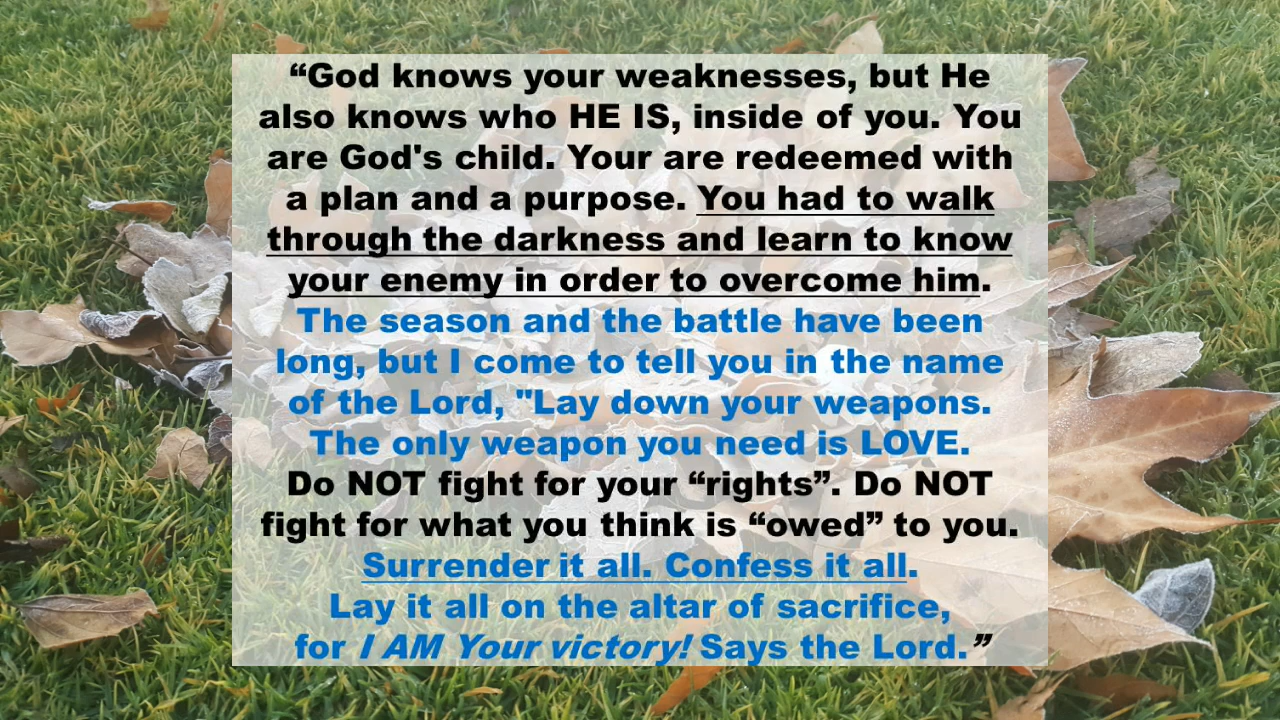 “God knows your weaknesses, but He
also knows who HE IS, inside of you. You
are God's child. Your are redeemed with
a plan and a purpose. You had to walk
through the darkness and learn to know
your enemy in order to overcome him.
The season and the battle have been
long, but I come to tell you in the name
of the Lord, "Lay down your weapons.
The only weapon you need is LOVE.
Do NOT fight for your “rights”. Do NOT
fight for what you think is “owed” to you.
Surrender it all. Confess it all.
Lay it all on the altar of sacrifice,
for I AM Your victory! Says the Lord.”